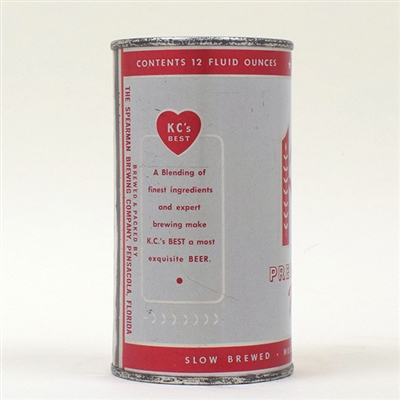 CONTENTS 12 FLUID OUNCES
KC's
BEST
A Blending of
finest ingredients
and expert
brewing make
K.C.'s BEST a most
exquisite BEER.
BREWED & PACKED BY
THE SPEARMAN BREWING COMPANY, PENSACOLA, FLORIDA
PRE
SLOW BREWED -